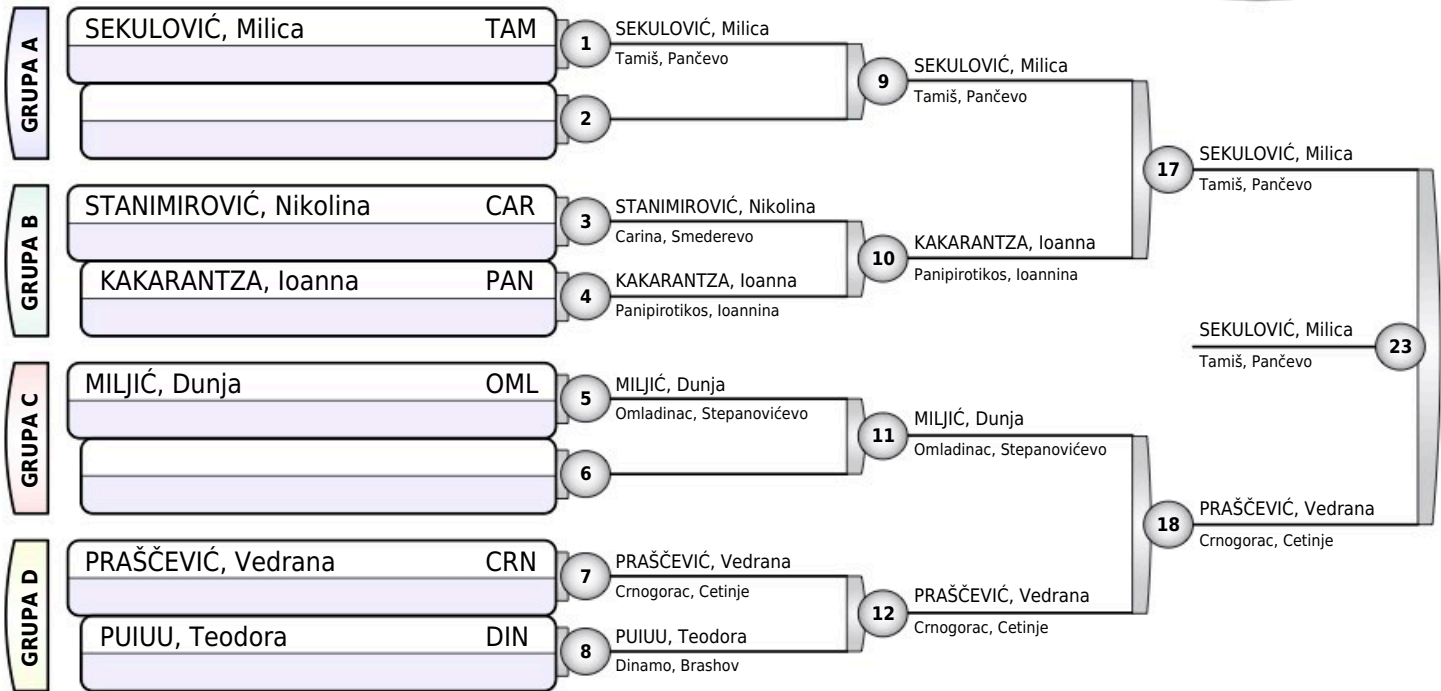 GRUPA A
SEKULOVIĆ, Milica TAM
1
SEKULOVIĆ, Milica
Tamiš, Pančevo
2
9
SEKULOVIĆ, Milica
Tamiš, Pančevo
GRUPA B
STANIMIROVIĆ, Nikolina CAR
3
STANIMIROVIĆ, Nikolina
Carina, Smederevo
KAKARANTZA, Ioanna PAN
4
KAKARANTZA, Ioanna
Panipirotikos, Ioannina
10
KAKARANTZA, Ioanna
Panipirotikos, Ioannina
17
SEKULOVIĆ, Milica
Tamiš, Pančevo
GRUPA C
MILJIĆ, Dunja OML
5
MILJIĆ, Dunja
Omladinac, Stepanovićevo
6
11
MILJIĆ, Dunja
Omladinac, Stepanovićevo
GRUPA D
PRAŠČEVIĆ, Vedrana CRN
7
PRAŠČEVIĆ, Vedrana
Crnogorac, Cetinje
PUIUU, Teodora DIN
8
PUIUU, Teodora
Dinamo, Brashov
12
PRAŠČEVIĆ, Vedrana
Crnogorac, Cetinje
18
PRAŠČEVIĆ, Vedrana
Crnogorac, Cetinje
SEKULOVIĆ, Milica
Tamiš, Pančevo
23